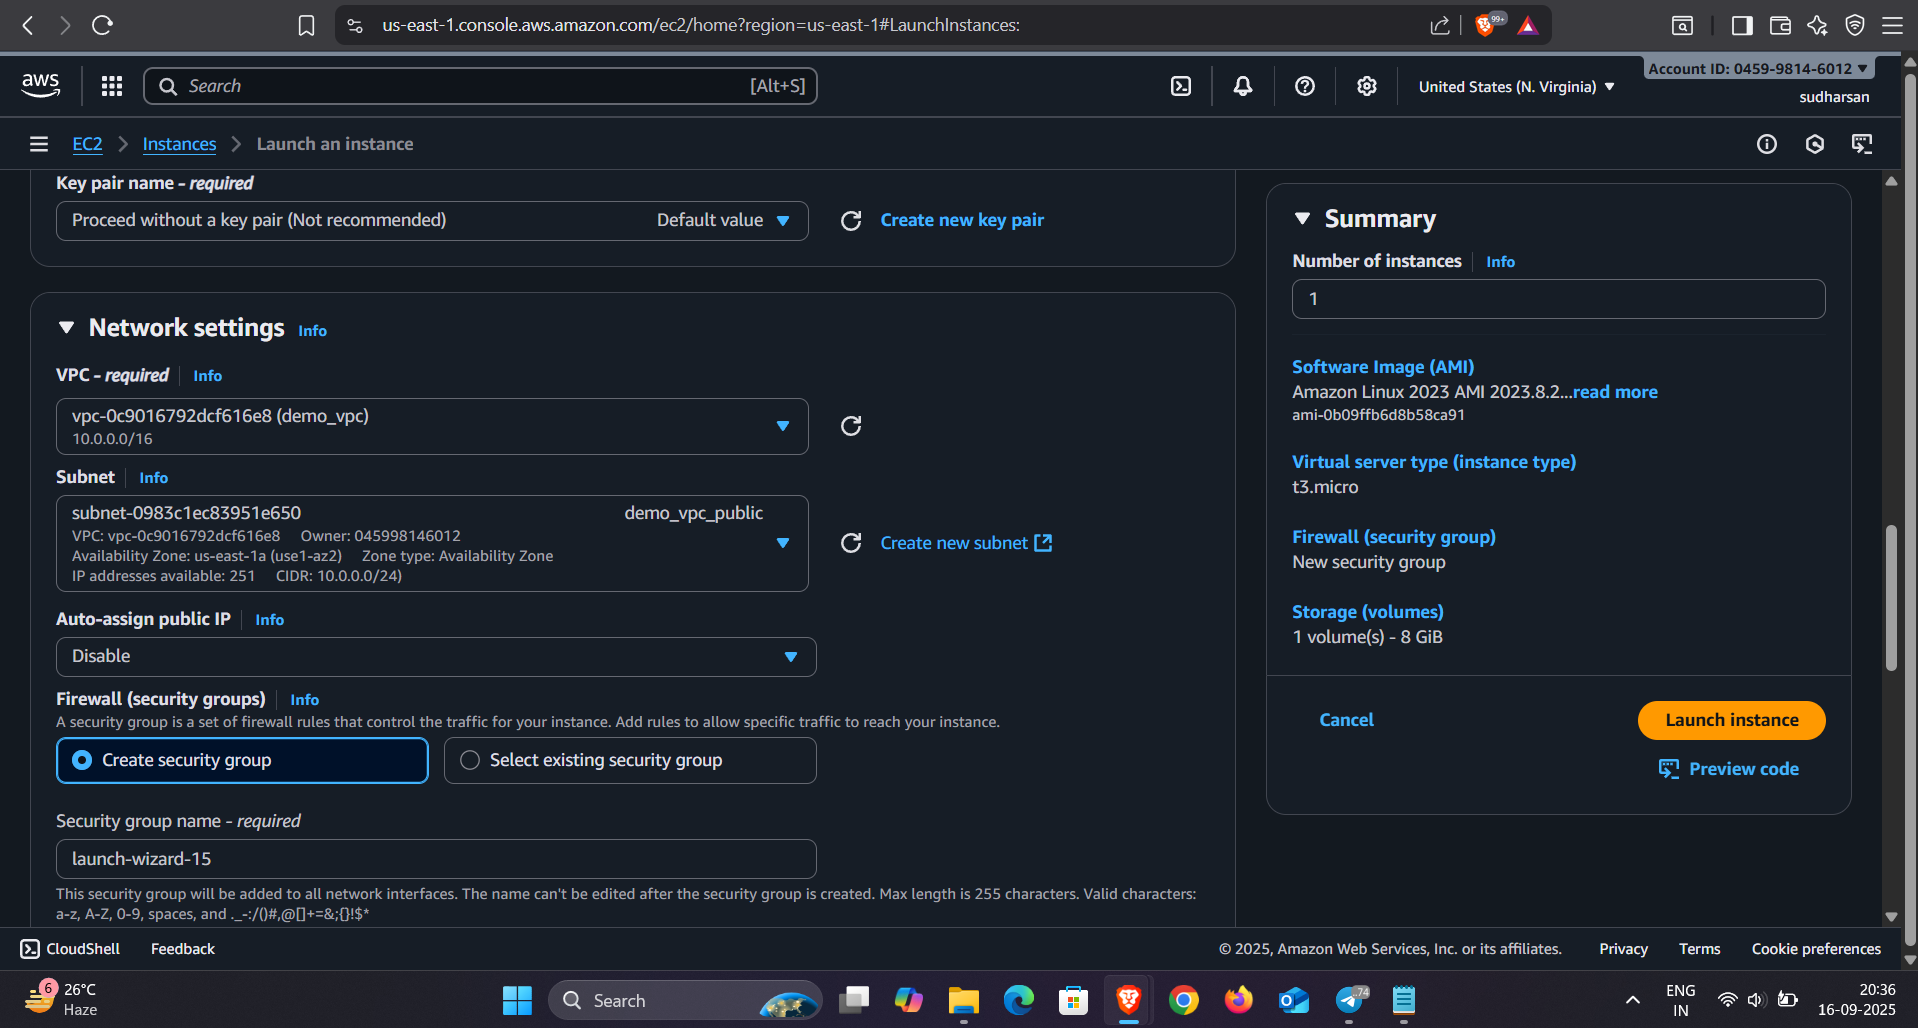 us-east-1.console.aws.amazon.com/ec2/home?region=us-east-1#LaunchInstances:
99+
aws
Search
[Alt+S]
United States (N. Virginia)
Account ID: 0459-9814-6012
sudharsan
EC2
Instances
Launch an instance
Key pair name - required
Proceed without a key pair (Not recommended)
Default value
Create new key pair
Network settings
Info
VPC - required
Info
vpc-0c9016792dcf616e8 (demo_vpc)
10.0.0.0/16
Subnet
Info
subnet-0983c1ec83951e650
demo_vpc_public
VPC: vpc-0c9016792dcf616e8 Owner: 045998146012
Availability Zone: us-east-1a (use1-az2) Zone type: Availability Zone
IP addresses available: 251 CIDR: 10.0.0.0/24)
Create new subnet
Auto-assign public IP
Info
Disable
Firewall (security groups)
Info
A security group is a set of firewall rules that control the traffic for your instance. Add rules to allow specific traffic to reach your instance.
Create security group
Select existing security group
Security group name - required
launch-wizard-15
This security group will be added to all network interfaces. The name can't be edited after the security group is created. Max length is 255 characters. Valid characters:
a-z, A-Z, 0-9, spaces, and ._-:/()#,@[]+=&;{}!$*
Summary
Number of instances
Info
1
Software Image (AMI)
Amazon Linux 2023 AMI 2023.8.2...read more
ami-0b09ffb6d8b58ca91
Virtual server type (instance type)
t3.micro
Firewall (security group)
New security group
Storage (volumes)
1 volume(s) - 8 GiB
Cancel
Launch instance
Preview code
CloudShell
Feedback
© 2025, Amazon Web Services, Inc. or its affiliates.
Privacy
Terms
Cookie preferences
6
26°C
Haze
Search
74
ENG
IN
20:36
16-09-2025